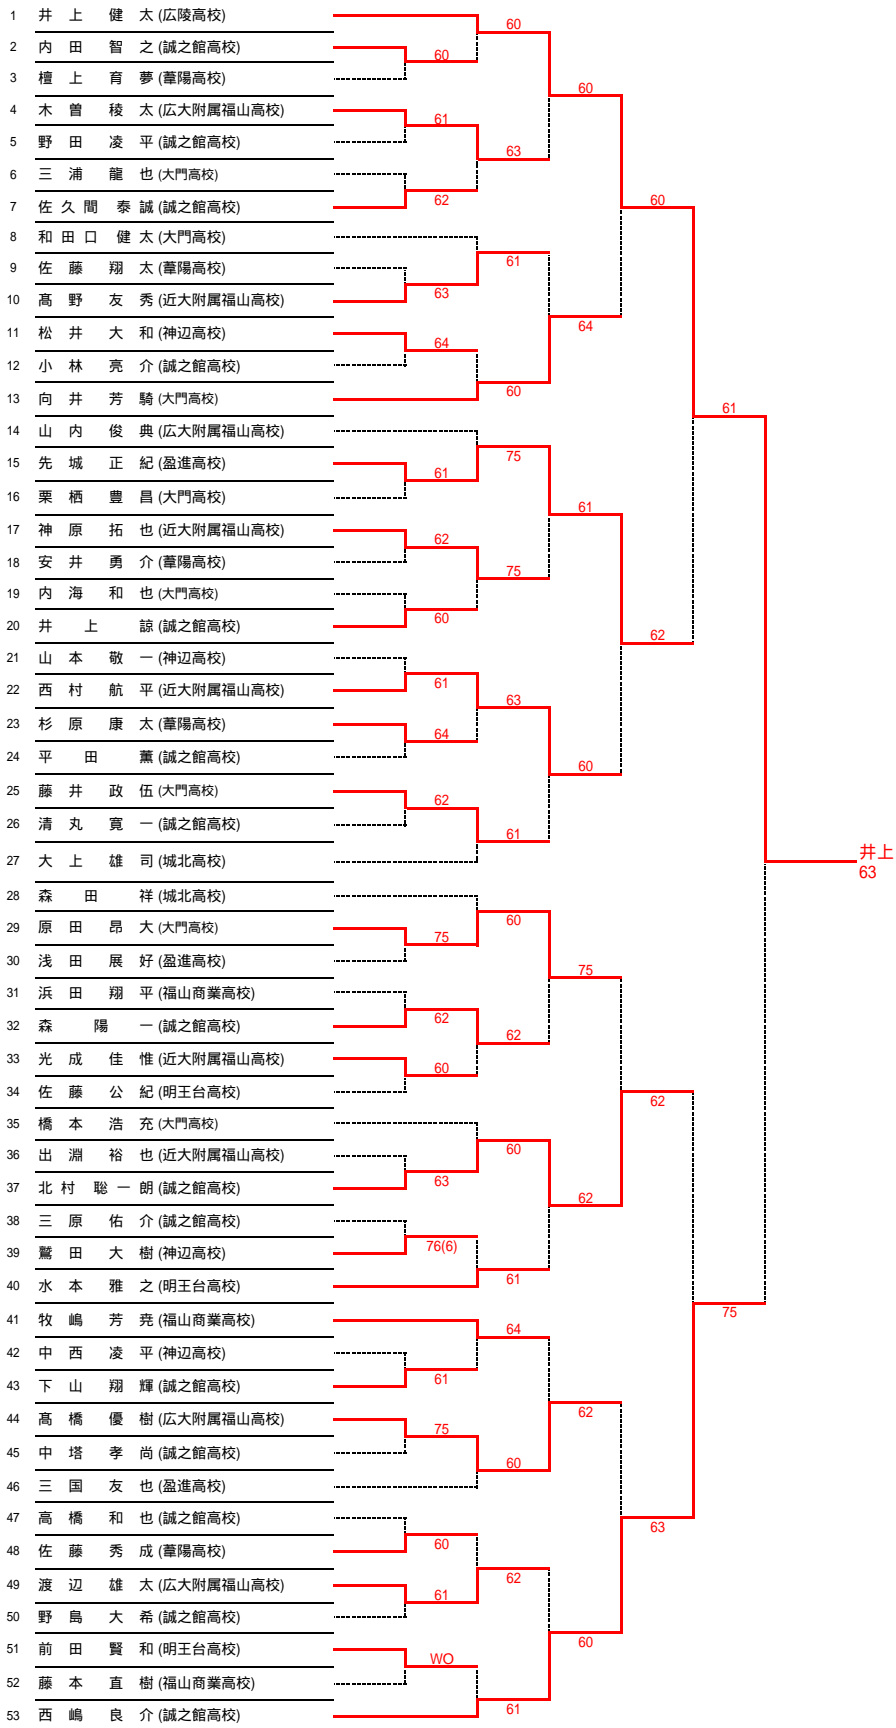 1 井上 健太 (広陵高校)
2 内田 智之 (誠之館高校)
3 檀上 育夢 (葦陽高校)
4 木曽 稜太 (広大附属福山高校)
5 野田 凌平 (誠之館高校)
6 三浦 龍也 (大門高校)
7 佐久間 泰誠 (誠之館高校)
8 和田口 健太 (大門高校)
9 佐藤 翔太 (葦陽高校)
10 髙野 友秀 (近大附属福山高校)
11 松井 大和 (神辺高校)
12 小林 亮介 (誠之館高校)
13 向井 芳騎 (大門高校)
14 山内 俊典 (広大附属福山高校)
15 先城 正紀 (盈進高校)
16 栗栖 豊昌 (大門高校)
17 神原 拓也 (近大附属福山高校)
18 安井 勇介 (葦陽高校)
19 内海 和也 (大門高校)
20 井上 諒 (誠之館高校)
21 山本 敬一 (神辺高校)
22 西村 航平 (近大附属福山高校)
23 杉原 康太 (葦陽高校)
24 平田 薫 (誠之館高校)
25 藤井 政伍 (大門高校)
26 清丸 寛一 (誠之館高校)
27 大上 雄司 (城北高校)
28 森田 祥 (城北高校)
29 原田 昂大 (大門高校)
30 浅田 展好 (盈進高校)
31 浜田 翔平 (福山商業高校)
32 森 陽一 (誠之館高校)
33 光成 佳惟 (近大附属福山高校)
34 佐藤 公紀 (明王台高校)
35 橋本 浩充 (大門高校)
36 出淵 裕也 (近大附属福山高校)
37 北村 聡一朗 (誠之館高校)
38 三原 佑介 (誠之館高校)
39 鷲田 大樹 (神辺高校)
40 水本 雅之 (明王台高校)
41 牧嶋 芳尭 (福山商業高校)
42 中西 凌平 (神辺高校)
43 下山 翔輝 (誠之館高校)
44 髙橋 優樹 (広大附属福山高校)
45 中塔 孝尚 (誠之館高校)
46 三国 友也 (盈進高校)
47 高橋 和也 (誠之館高校)
48 佐藤 秀成 (葦陽高校)
49 渡辺 雄太 (広大附属福山高校)
50 野島 大希 (誠之館高校)
51 前田 賢和 (明王台高校)
52 藤本 直樹 (福山商業高校)
53 西嶋 良介 (誠之館高校)
60
61
62
63
64
61
62
60
61
64
62
75
62
60
63
76(6)
61
75
60
61
WO
60
63
61
60
75
75
63
61
60
62
60
61
64
60
62
61
60
64
61
60
75
62
62
60
60
62
62
63
61
75
井上
63